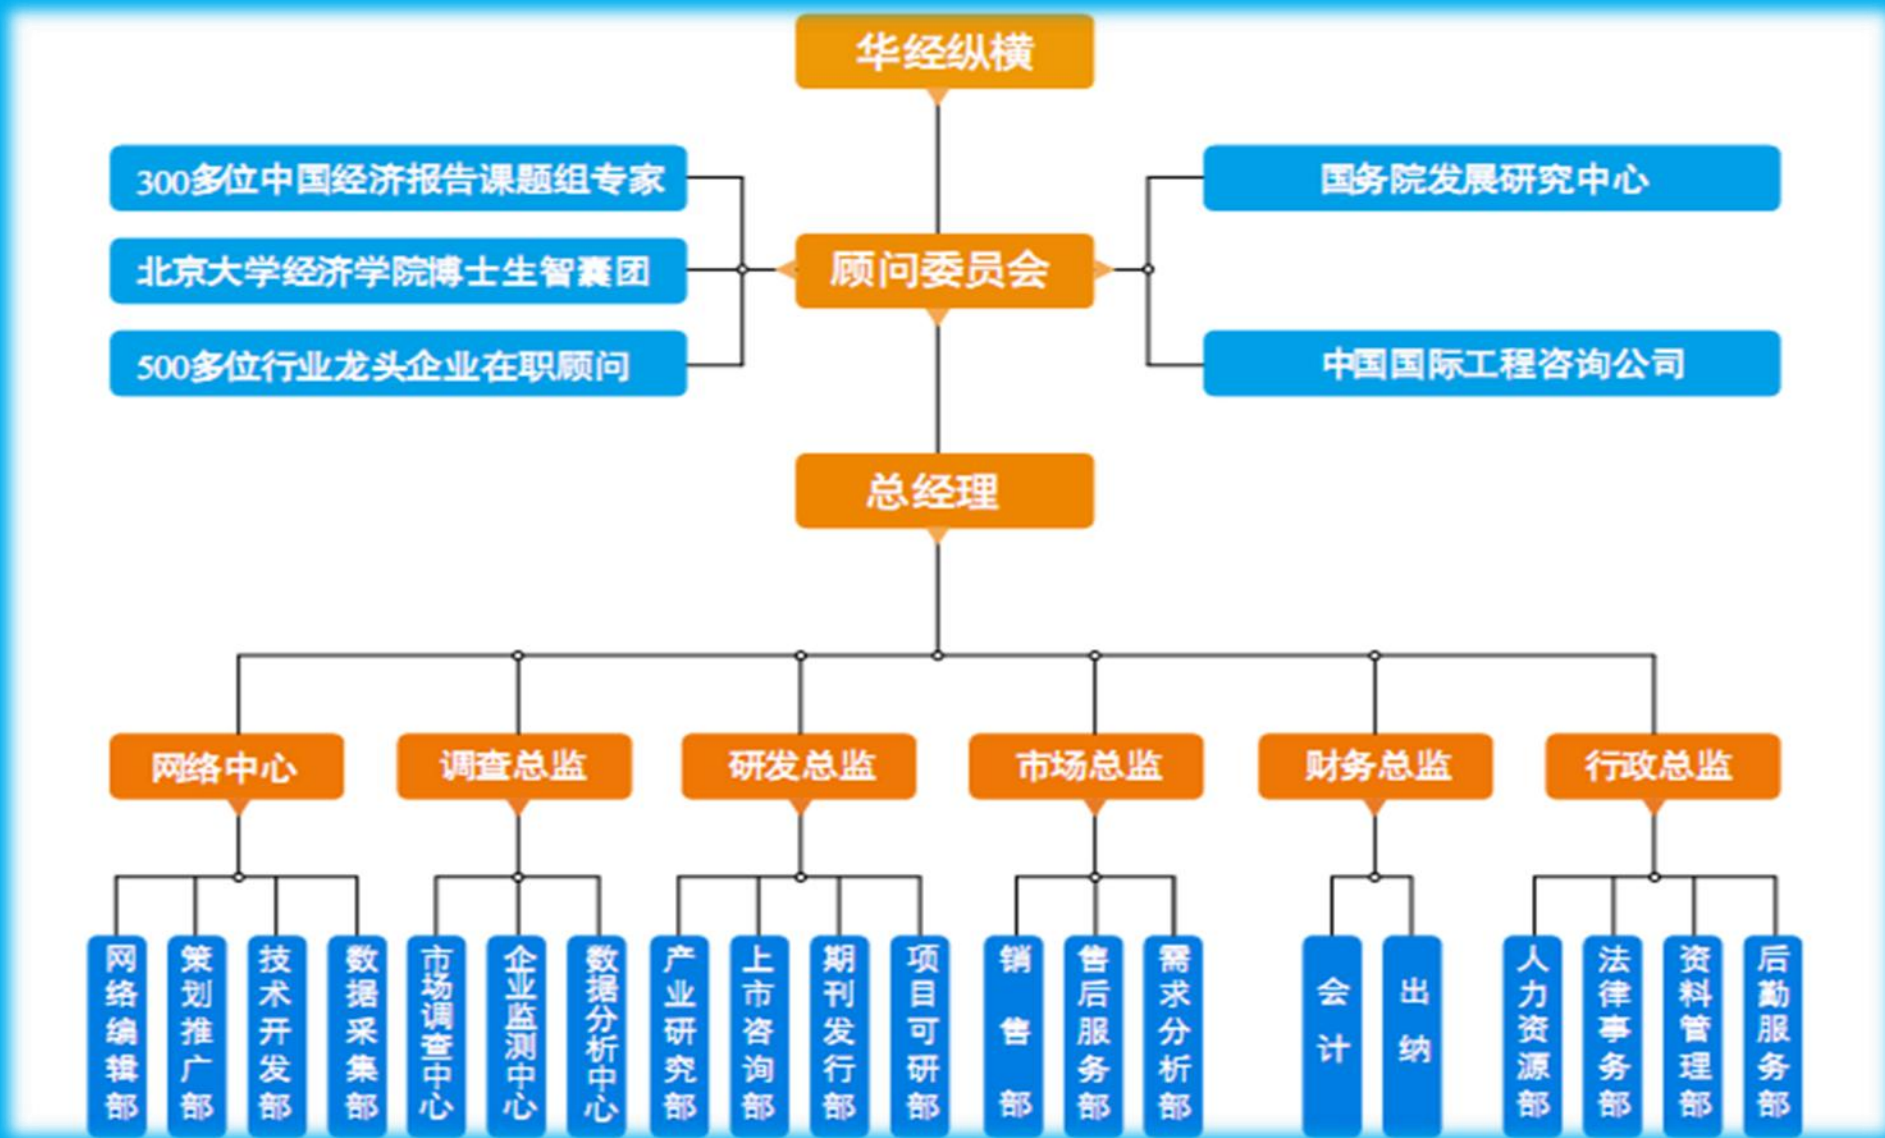 华经纵横
300多位中国经济报告课题组专家
国务院发展研究中心
北京大学经济学院博士生智囊团
顾问委员会
500多位行业龙头企业在职顾问
中国国际工程咨询公司
总经理
网络中心
调查总监
研发总监
市场总监
财务总监
行政总监
网络编辑部
策划推广部
技术开发部
数据采集部
市场调查中心
企业监测中心
数据分析中心
产业研究部
上市咨询部
期刊发行部
项目可研部
销售部
售后服务部
需求分析部
会计
出纳
人力资源部
法律事务部
资料管理部
后勤服务部